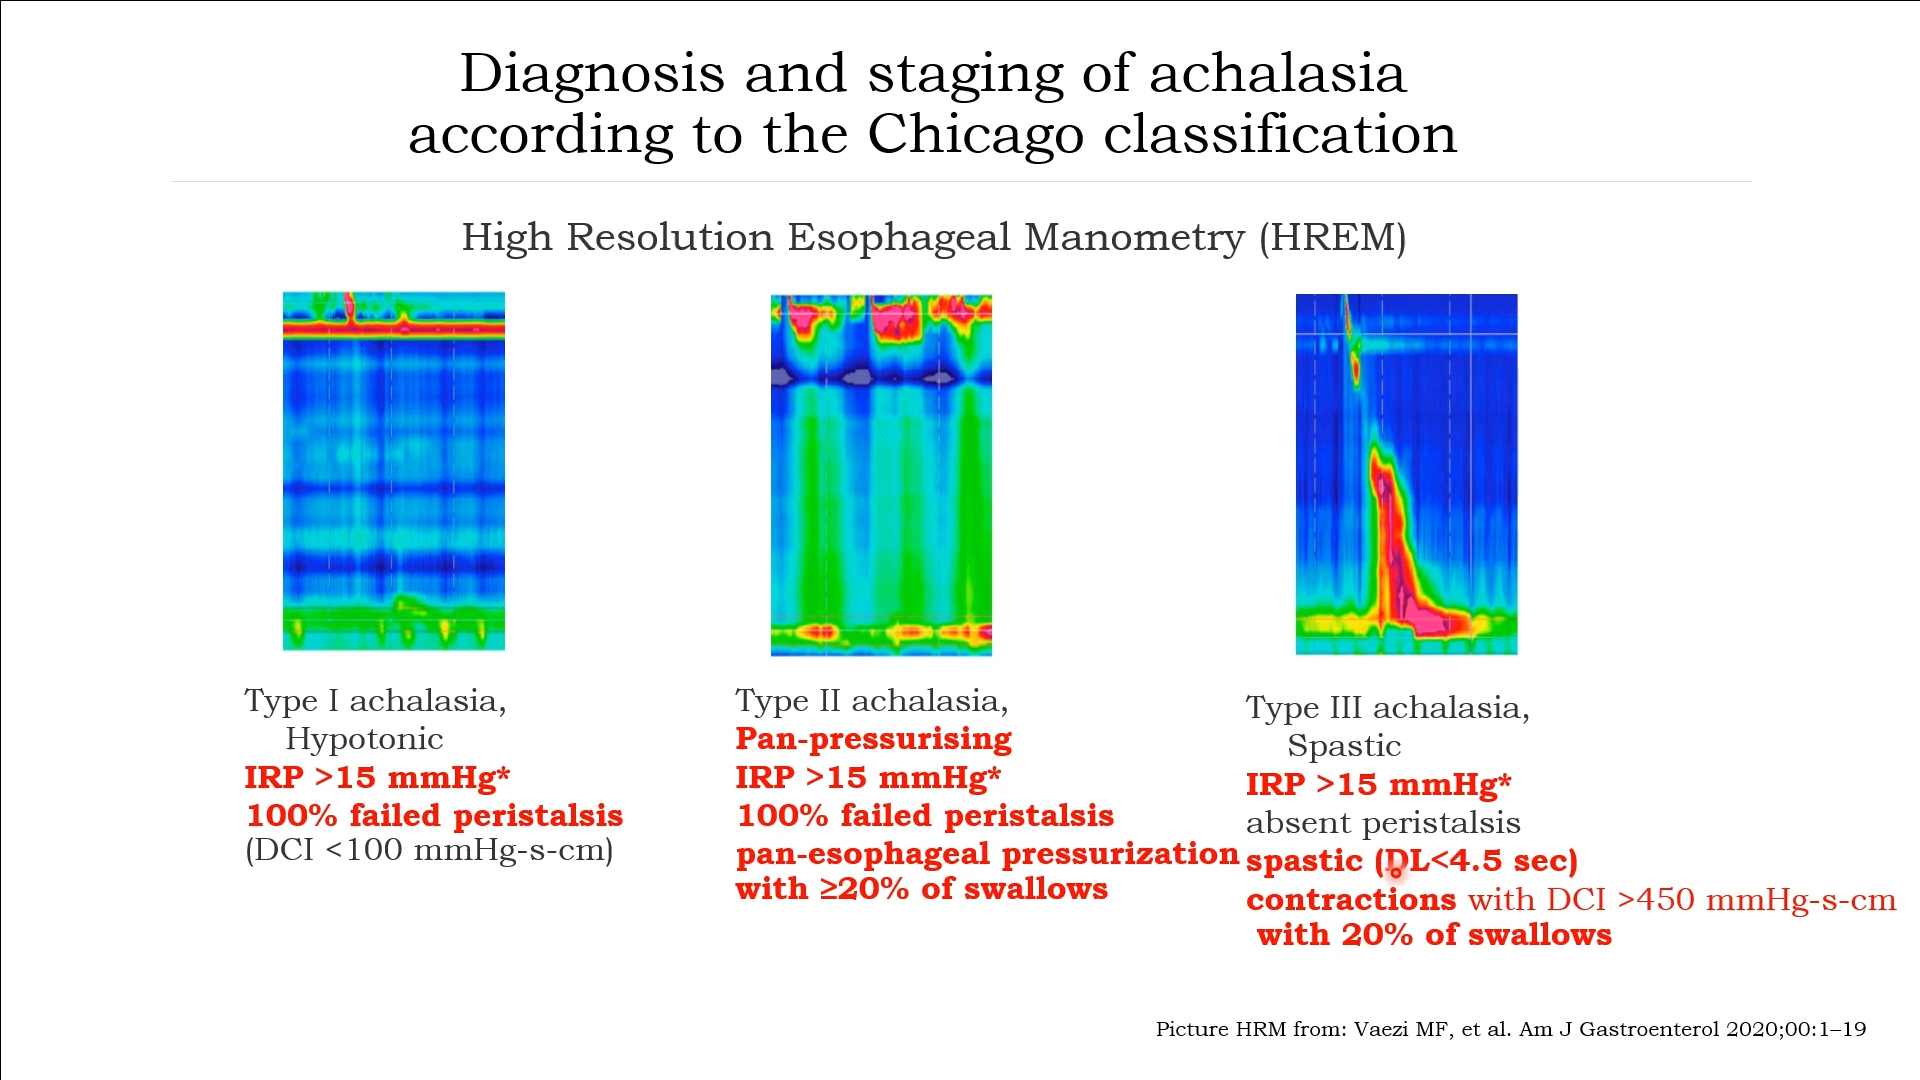 Diagnosis and staging of achalasia
according to the Chicago classification
High Resolution Esophageal Manometry (HREM)
Type I achalasia,
Hypotonic
IRP >15 mmHg*
100% failed peristalsis
(DCI <100 mmHg-s-cm)
Type II achalasia,
Pan-pressurising
IRP >15 mmHg*
100% failed peristalsis
pan-esophageal pressurization
with ≥20% of swallows
Type III achalasia,
Spastic
IRP >15 mmHg*
absent peristalsis
spastic (DL<4.5 sec)
contractions with DCI >450 mmHg-s-cm
with 20% of swallows
Picture HRM from: Vaezi MF, et al. Am J Gastroenterol 2020;00:1–19